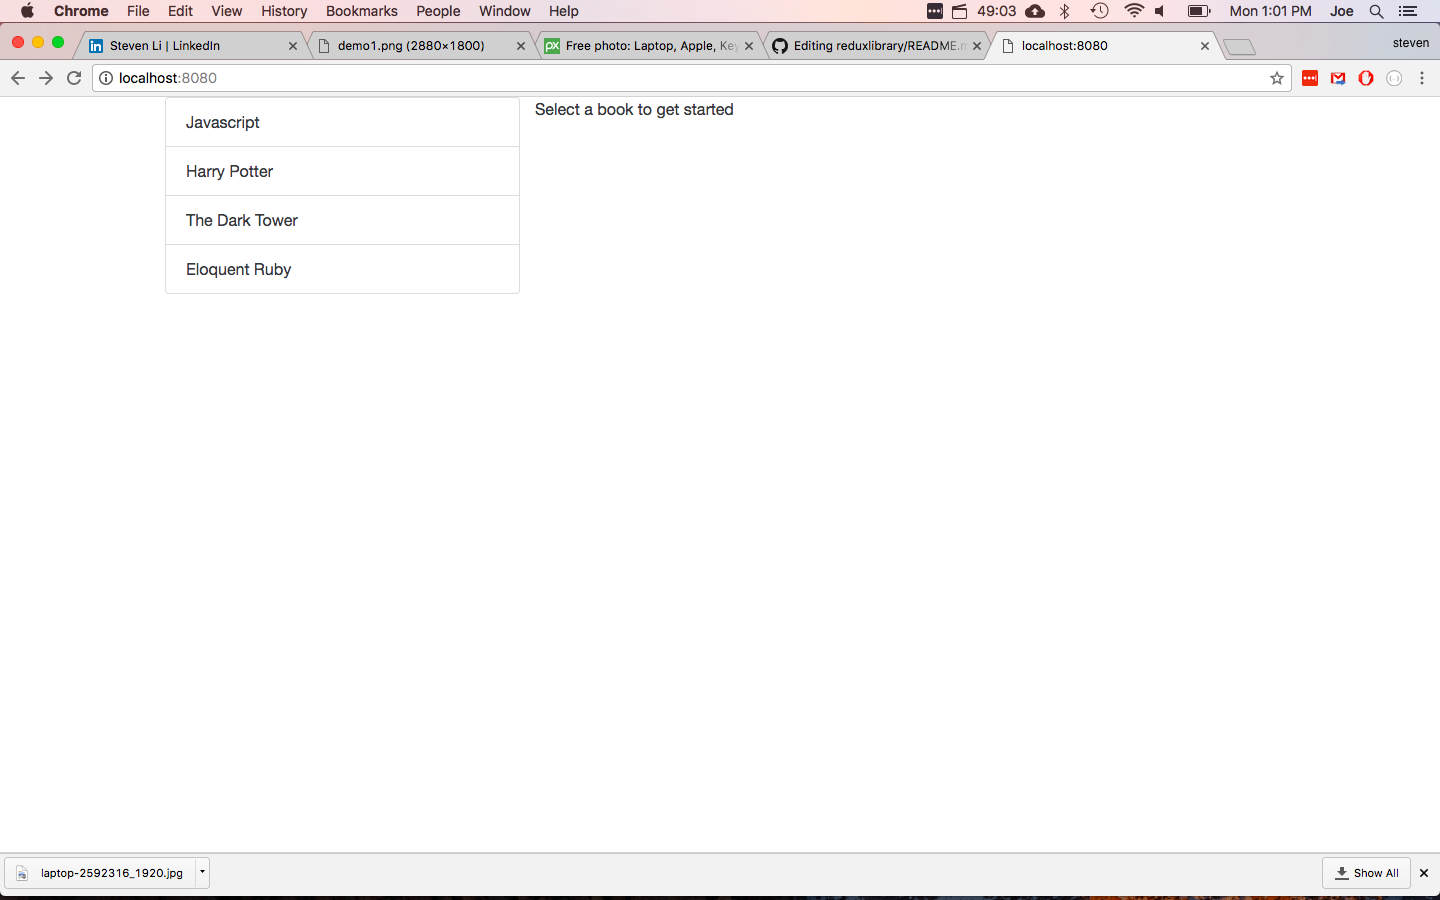 Chrome File Edit View History Bookmarks People Window Help 49:03 Mon 1:01 PM Joe
Steven Li | LinkedIn demo1.png (2880×1800) Free photo: Laptop, Apple, Key Editing reduxlibrary/README.m localhost:8080 steven
localhost:8080
Javascript
Select a book to get started
Harry Potter
The Dark Tower
Eloquent Ruby
laptop-2592316_1920.jpg Show All